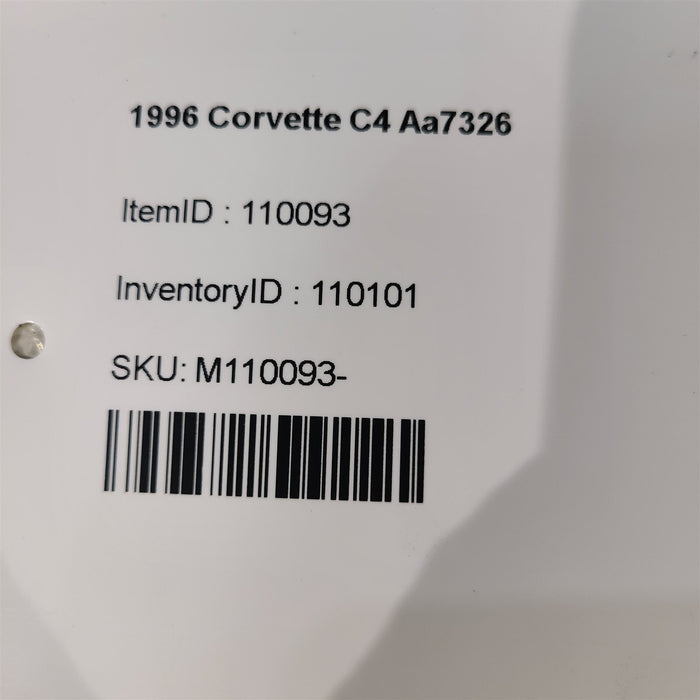 1996 Corvette C4 Aa7326
ItemID : 110093
InventoryID : 110101
SKU: M110093-